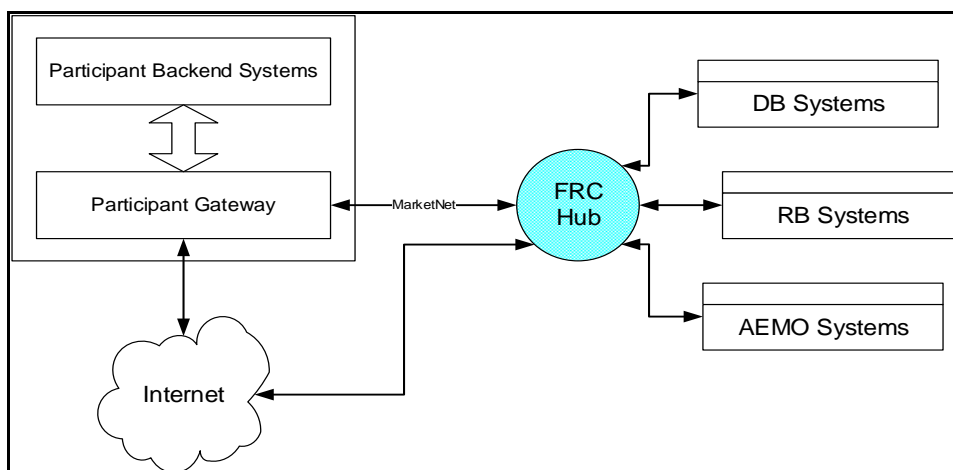 Participant Backend Systems
DB Systems
Participant Gateway
MarketNet
FRC
Hub
RB Systems
AEMO Systems
Internet